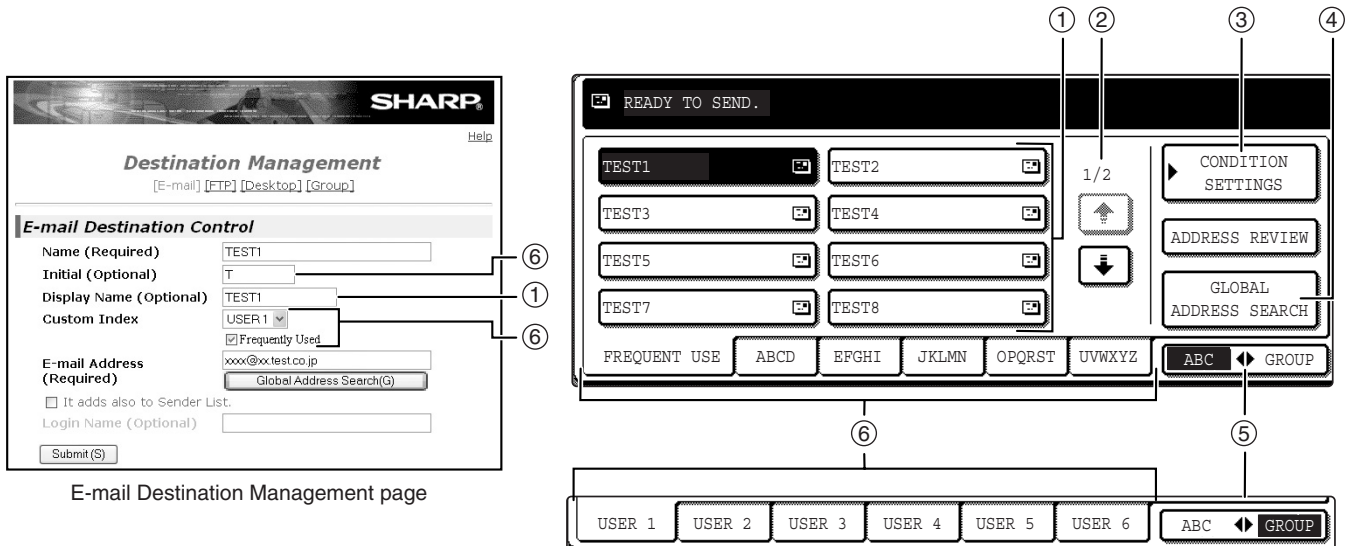 ① ② ③ ④
SHARP®
Help
Destination Management
[E-mail] [FTP] [Desktop] [Group]
E-mail Destination Control
Name (Required) TEST1
Initial (Optional) T ⑥
Display Name (Optional) TEST1 ①
Custom Index USER 1
Frequently Used ⑥
E-mail Address (Required) xxxx@xx.test.co.jp
Global Address Search(G)
It adds also to Sender List.
Login Name (Optional)
Submit (S)
E-mail Destination Management page
READY TO SEND.
TEST1 TEST2
TEST3 TEST4
TEST5 TEST6
TEST7 TEST8
1/2
CONDITION
SETTINGS
ADDRESS REVIEW
GLOBAL
ADDRESS SEARCH
FREQUENT USE ABCD EFGHI JKLMN OPQRST UVWXYZ ABC GROUP
⑥ ⑤
USER 1 USER 2 USER 3 USER 4 USER 5 USER 6 ABC GROUP